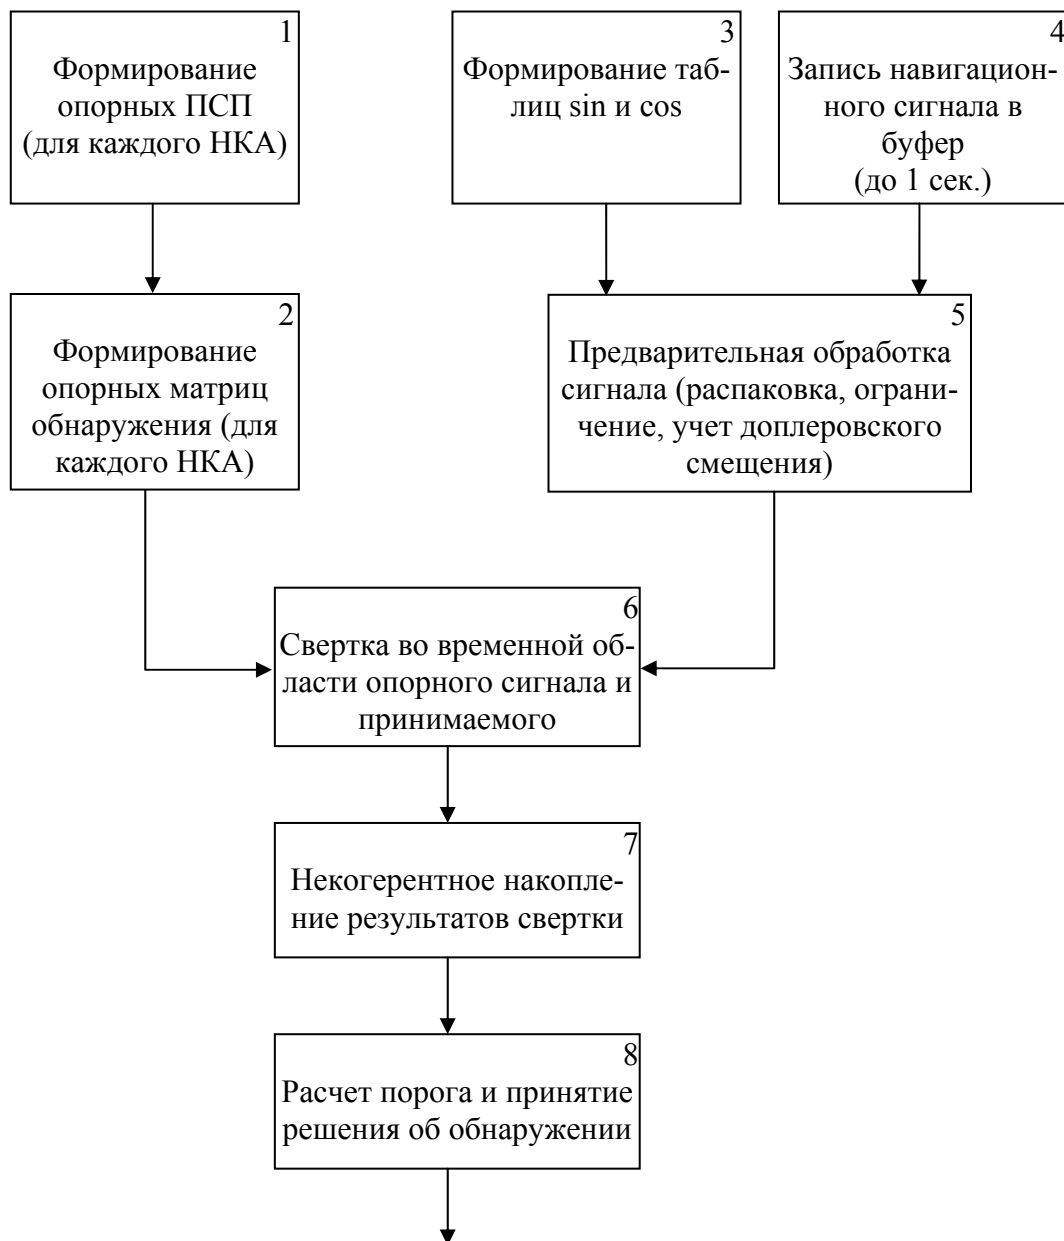 1
Формирование
опорных ПСП
(для каждого НКА)
3
Формирование таб-
лиц sin и cos
4
Запись навигацион-
ного сигнала в
буфер
(до 1 сек.)
2
Формирование
опорных матриц
обнаружения (для
каждого НКА)
5
Предварительная обработка
сигнала (распаковка, ограни-
чение, учет доплеровского
смещения)
6
Свертка во временной об-
ласти опорного сигнала и
принимаемого
7
Некогерентное накопле-
ние результатов свертки
8
Расчет порога и принятие
решения об обнаружении